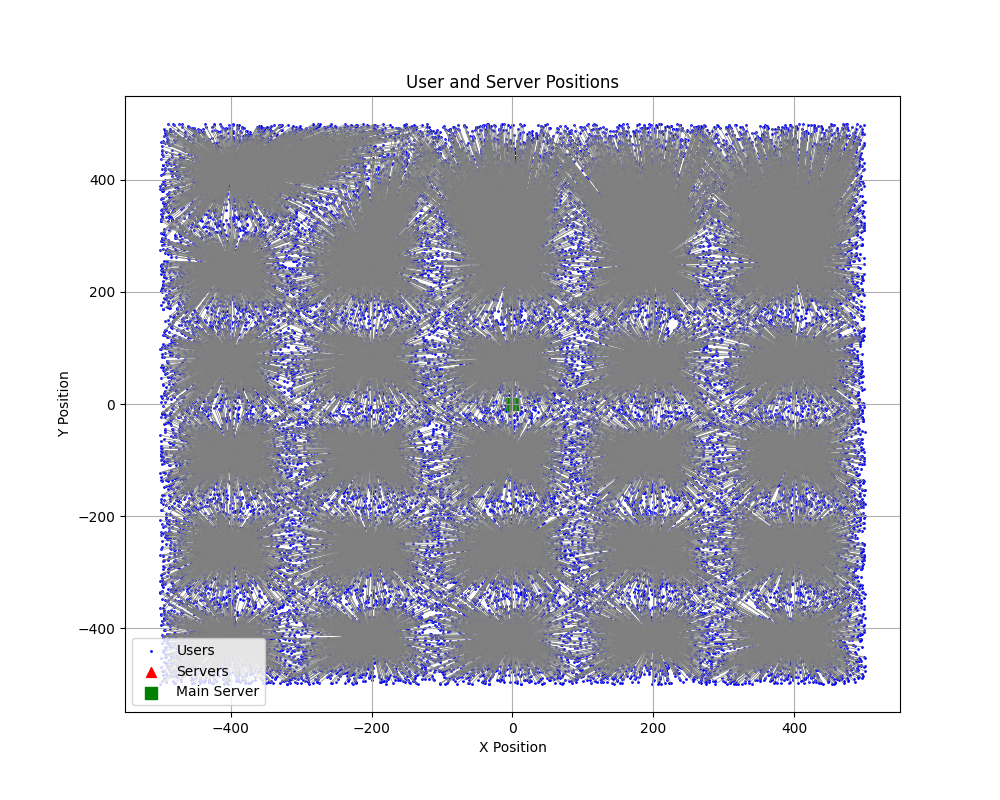 User and Server Positions
Y Position
400
200
0
−200
−400
Users
Servers
Main Server
−400 −200 0 200 400
X Position